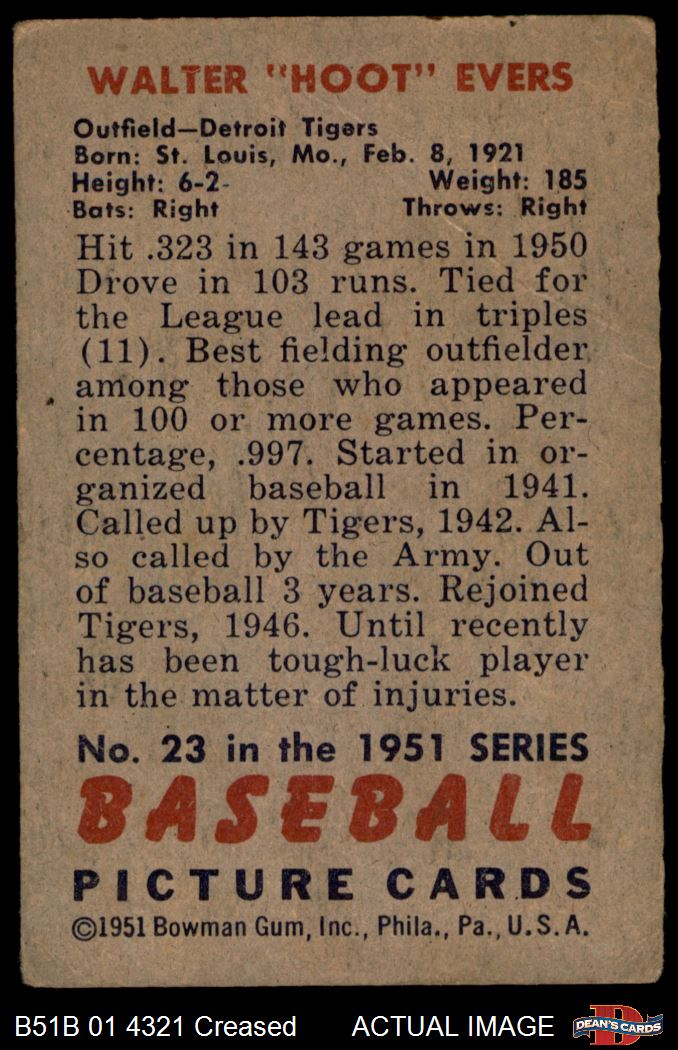 WALTER "HOOT" EVERS
Outfield—Detroit Tigers
Born: St. Louis, Mo., Feb. 8, 1921
Height: 6-2 Weight: 185
Bats: Right Throws: Right
Hit .323 in 143 games in 1950
Drove in 103 runs. Tied for
the League lead in triples
(11). Best fielding outfielder
among those who appeared
in 100 or more games. Per-
centage, .997. Started in or-
ganized baseball in 1941.
Called up by Tigers, 1942. Al-
so called by the Army. Out
of baseball 3 years. Rejoined
Tigers, 1946. Until recently
has been tough-luck player
in the matter of injuries.
No. 23 in the 1951 SERIES
BASEBALL
PICTURE CARDS
©1951 Bowman Gum, Inc., Phila., Pa., U.S.A.
B51B 01 4321 Creased ACTUAL IMAGE D DEAN'S CARDS